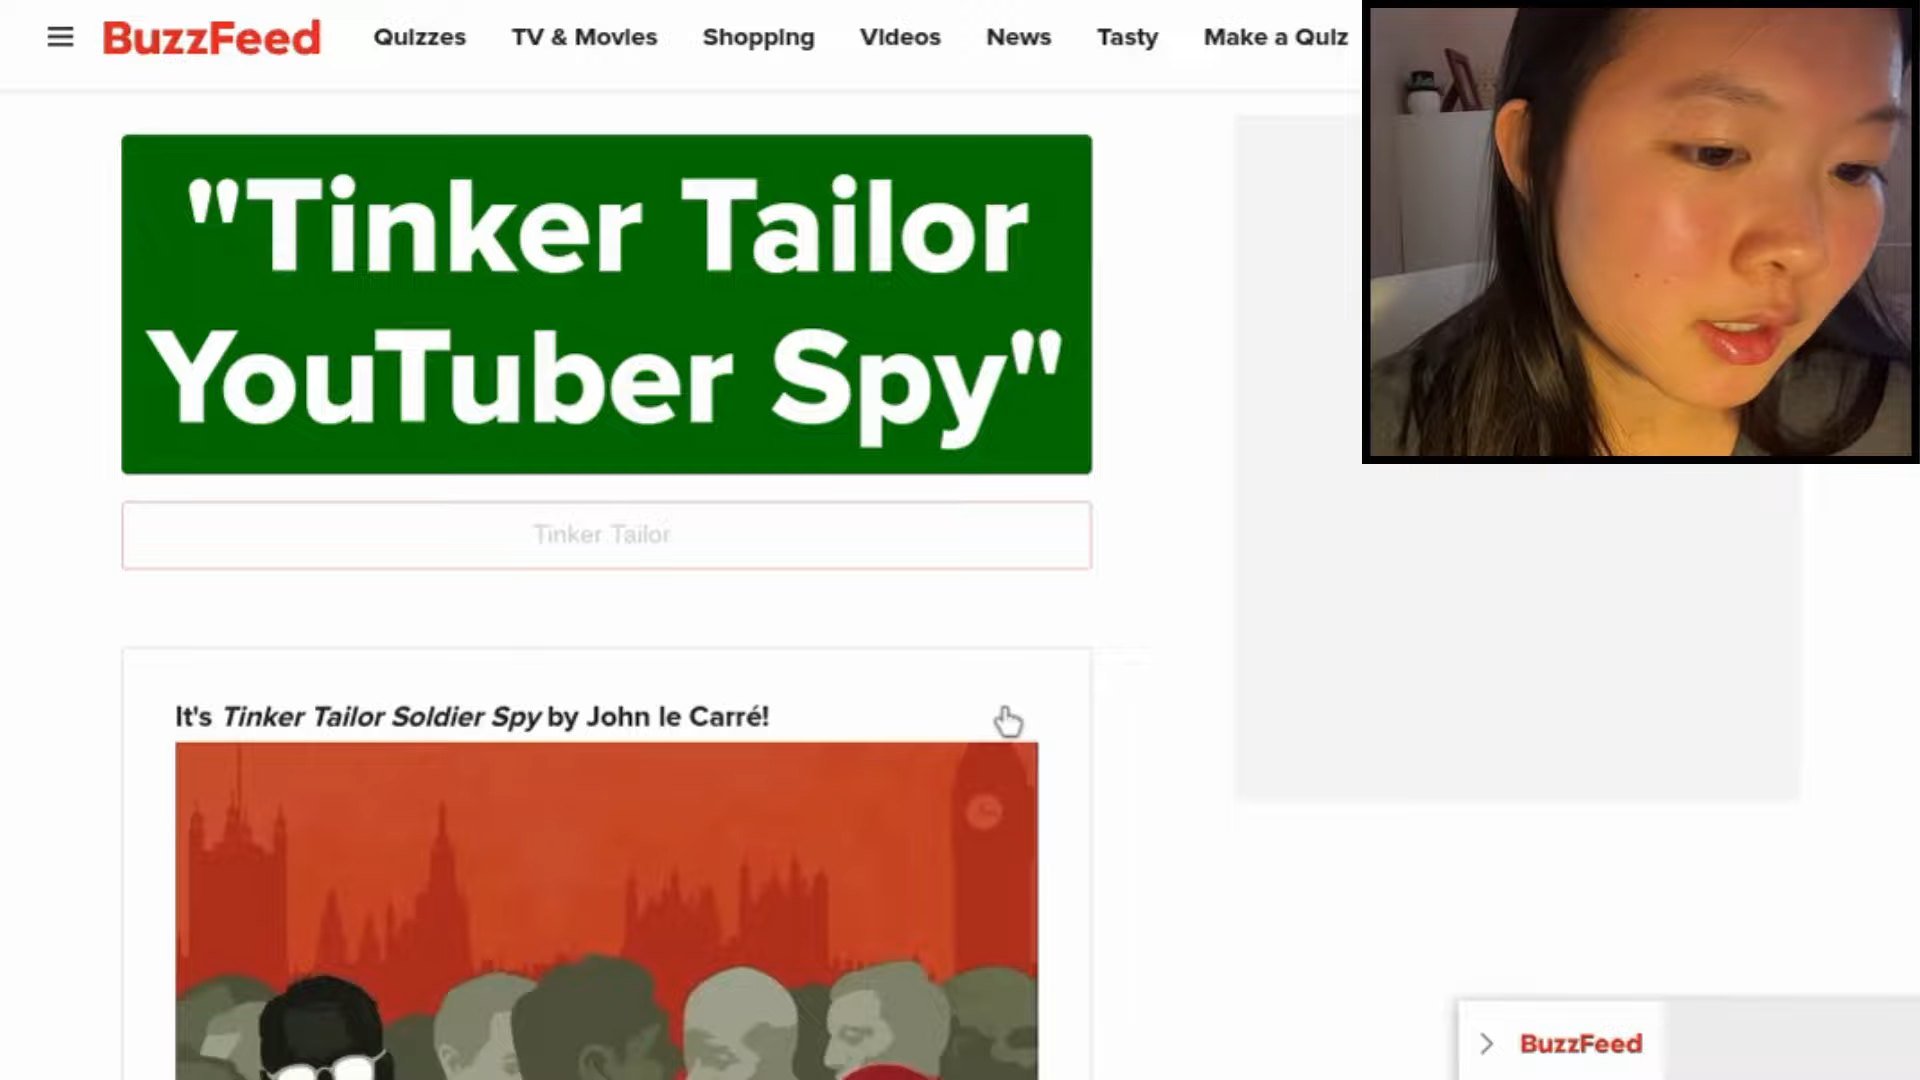 BuzzFeed Quizzes TV & Movies Shopping Videos News Tasty Make a Quiz
"Tinker Tailor
YouTuber Spy"
Tinker Tailor
It's Tinker Tailor Soldier Spy by John le Carré!
BuzzFeed